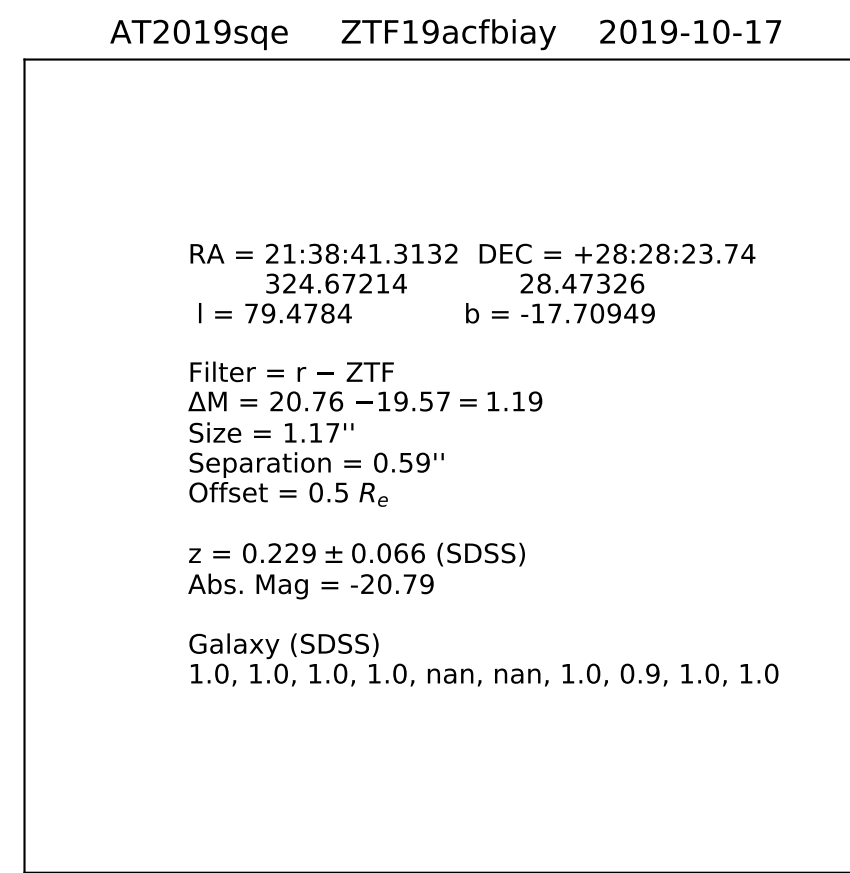 AT2019sqe ZTF19acfbiay 2019-10-17
RA = 21:38:41.3132 DEC = +28:28:23.74
324.67214 28.47326
l = 79.4784 b = -17.70949
Filter = r − ZTF
ΔM = 20.76 −19.57 = 1.19
Size = 1.17''
Separation = 0.59''
Offset = 0.5 Re
z = 0.229 ± 0.066 (SDSS)
Abs. Mag = -20.79
Galaxy (SDSS)
1.0, 1.0, 1.0, 1.0, nan, nan, 1.0, 0.9, 1.0, 1.0